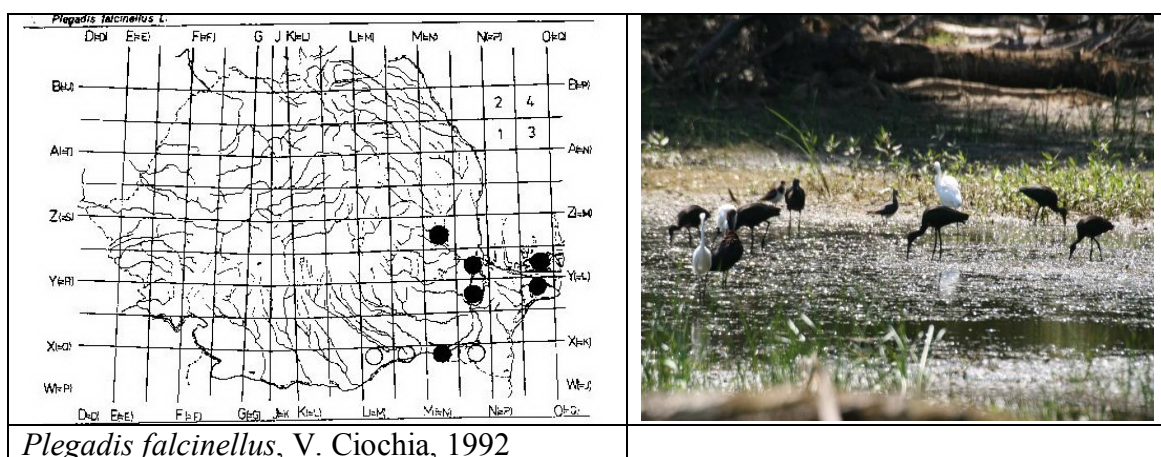 Plegadis falcinellus L.
D(=D) E(=E) F(=F) G J K(=L) L(=M) M(=N) N(=P) O(=Q)
B(=U) B(=P)
2 4
1 3
A(=T) A(=N)
Z(=S) Z(=M)
Y(=R) Y(=L)
X(=Q) X(=K)
W(=P) W(=J)
D(=D) E(=E) F(=F) G(=G) J=K K(=L) L(=M) M(=N) N(=P) O(=Q)
Plegadis falcinellus, V. Ciochia, 1992